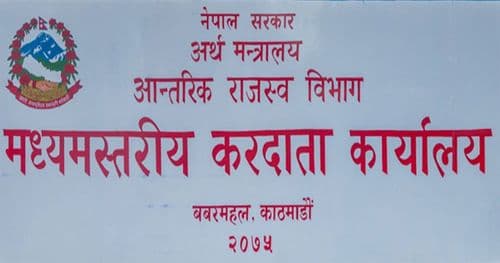 नेपाल सरकार
अर्थ मन्त्रालय
आन्तरिक राजस्व विभाग
मध्यमस्तरीय करदाता कार्यालय
बबरमहल, काठमाडौं
२०७५